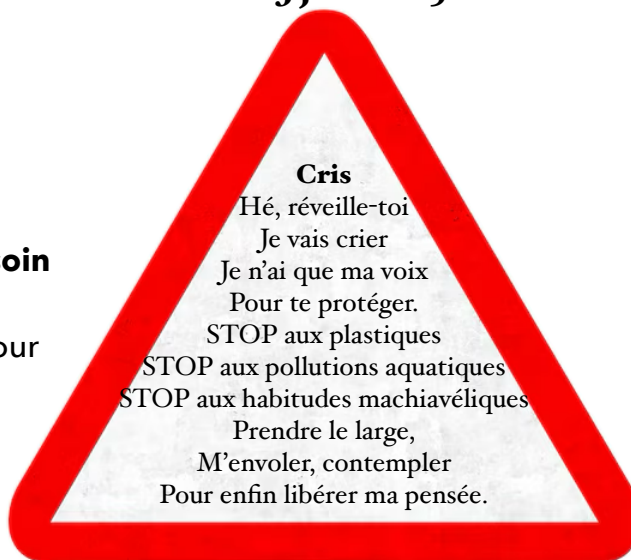 Cris
Hé, réveille-toi
Je vais crier
Je n’ai que ma voix
Pour te protéger.
STOP aux plastiques
STOP aux pollutions aquatiques
STOP aux habitudes machiavéliques
Prendre le large,
M’envoler, contempler
Pour enfin libérer ma pensée.